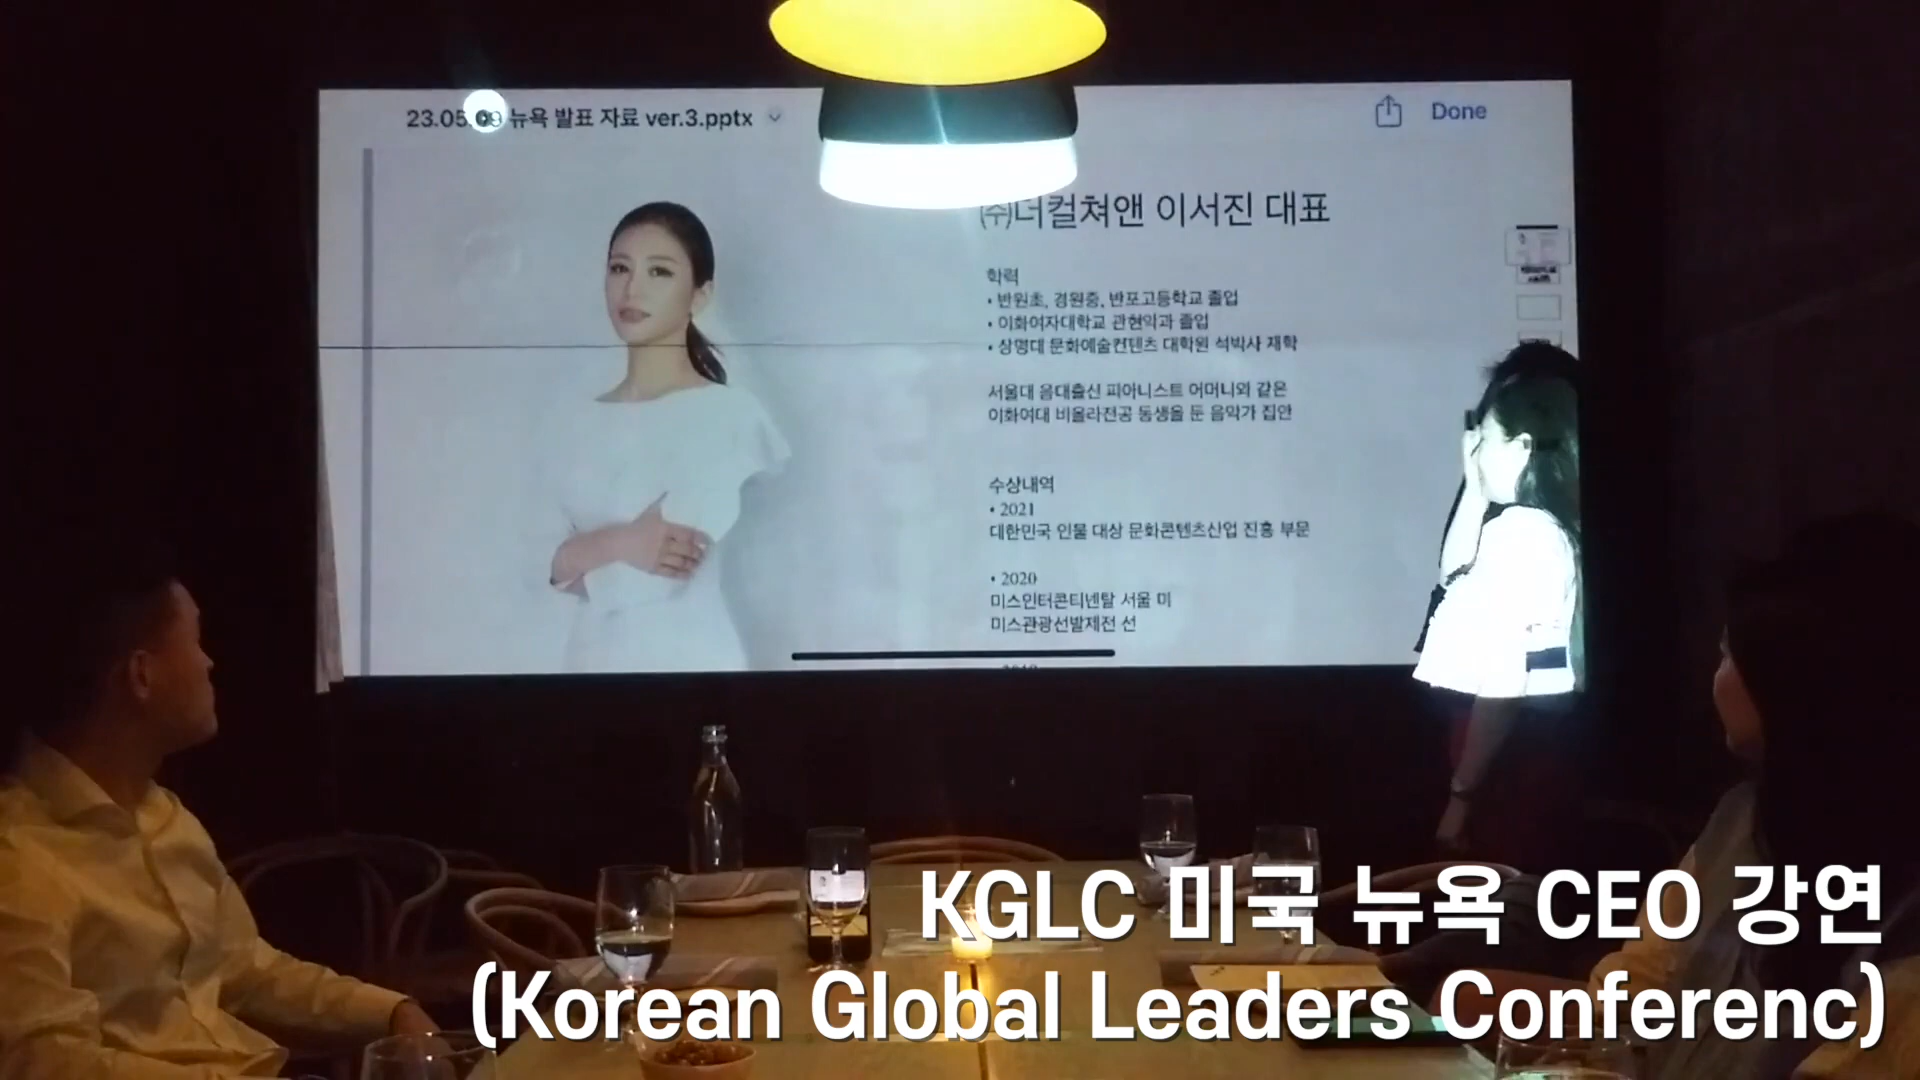 23.05.09 뉴욕 발표 자료 ver.3.pptx
Done
㈜더컬쳐앤 이서진 대표
학력
• 반원초, 경원중, 반포고등학교 졸업
• 이화여자대학교 관현악과 졸업
• 상명대 문화예술컨텐츠 대학원 석박사 재학
서울대 음대출신 피아니스트 어머니와 같은
이화여대 비올라전공 동생을 둔 음악가 집안
수상내역
• 2021
대한민국 인물 대상 문화콘텐츠산업 진흥 부문
• 2020
미스인터콘티넨탈 서울 미
미스관광선발제전 선
KGLC 미국 뉴욕 CEO 강연
(Korean Global Leaders Conferenc)